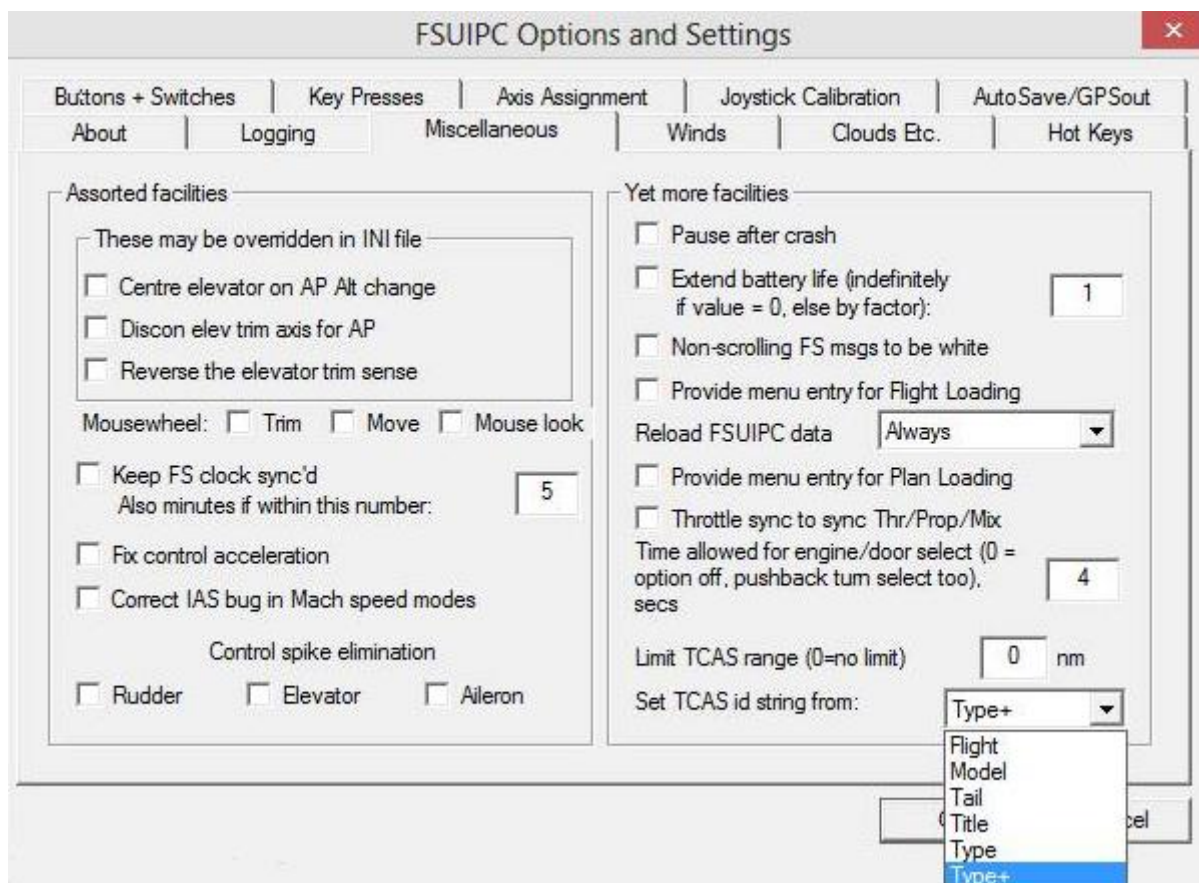 FSUIPC Options and Settings
Buttons + Switches
Key Presses
Axis Assignment
Joystick Calibration
AutoSave/GPSout
About
Logging
Miscellaneous
Winds
Clouds Etc.
Hot Keys
Assorted facilities
These may be overridden in INI file
Centre elevator on AP Alt change
Discon elev trim axis for AP
Reverse the elevator trim sense
Mousewheel: Trim Move Mouse look
Keep FS clock sync'd
Also minutes if within this number: 5
Fix control acceleration
Correct IAS bug in Mach speed modes
Control spike elimination
Rudder Elevator Aileron
Yet more facilities
Pause after crash
Extend battery life (indefinitely
if value = 0, else by factor): 1
Non-scrolling FS msgs to be white
Provide menu entry for Flight Loading
Reload FSUIPC data Always
Provide menu entry for Plan Loading
Throttle sync to sync Thr/Prop/Mix
Time allowed for engine/door select (0 =
option off, pushback turn select too), 4
secs
Limit TCAS range (0=no limit) 0 nm
Set TCAS id string from: Type+
Flight
Model
Tail
Title
Type
Type+